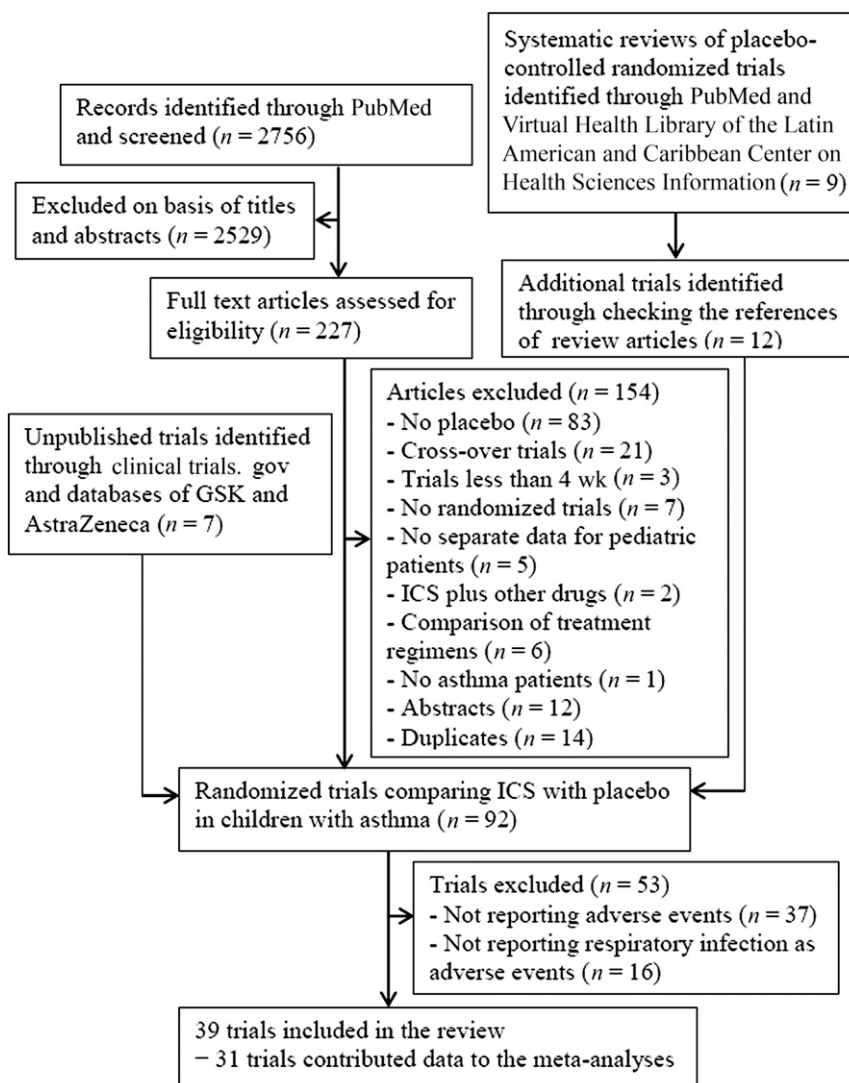 Records identified through PubMed
and screened (n = 2756)
Systematic reviews of placebo-
controlled randomized trials
identified through PubMed and
Virtual Health Library of the Latin
American and Caribbean Center on
Health Sciences Information (n = 9)
Excluded on basis of titles
and abstracts (n = 2529)
Full text articles assessed for
eligibility (n = 227)
Additional trials identified
through checking the references
of review articles (n = 12)
Unpublished trials identified
through clinical trials. gov
and databases of GSK and
AstraZeneca (n = 7)
Articles excluded (n = 154)
- No placebo (n = 83)
- Cross-over trials (n = 21)
- Trials less than 4 wk (n = 3)
- No randomized trials (n = 7)
- No separate data for pediatric
patients (n = 5)
- ICS plus other drugs (n = 2)
- Comparison of treatment
regimens (n = 6)
- No asthma patients (n = 1)
- Abstracts (n = 12)
- Duplicates (n = 14)
Randomized trials comparing ICS with placebo
in children with asthma (n = 92)
Trials excluded (n = 53)
- Not reporting adverse events (n = 37)
- Not reporting respiratory infection as
adverse events (n = 16)
39 trials included in the review
− 31 trials contributed data to the meta-analyses